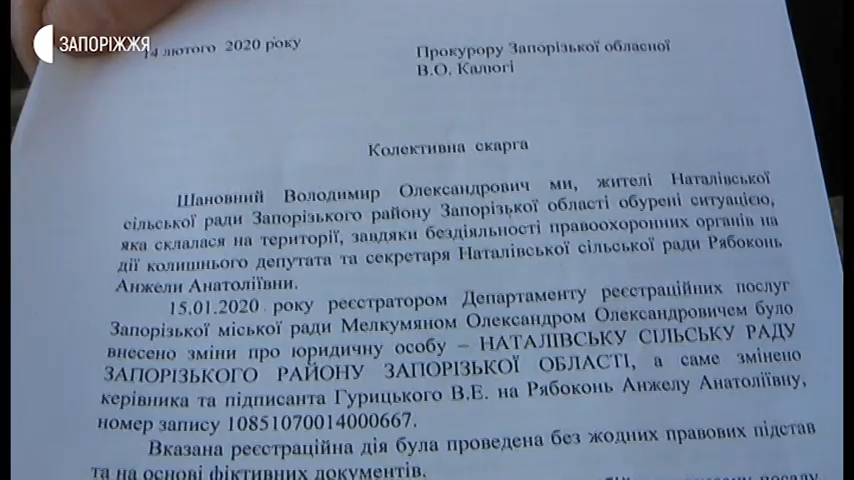 ЗАПОРІЖЖЯ
14 лютого 2020 року
Прокурору Запорізької обласної
В.О. Калюгі
Колективна скарга
Шановний Володимир Олександрович ми, жителі Наталівської
сільської ради Запорізького району Запорізької області обурені ситуацією,
яка склалася на території, завдяки бездіяльності правоохоронних органів на
дії колишнього депутата та секретаря Наталівської сільської ради Рябоконь
Анжели Анатоліївни.
15.01.2020 року реєстратором Департаменту реєстраційних послуг
Запорізької міської ради Мелкумяном Олександром Олександровичем було
внесено зміни про юридичну особу – НАТАЛІВСЬКУ СІЛЬСЬКУ РАДУ
ЗАПОРІЗЬКОГО РАЙОНУ ЗАПОРІЗЬКОЇ ОБЛАСТІ, а саме змінено
керівника та підписанта Гурицького В.Е. на Рябоконь Анжелу Анатоліївну,
номер запису 10851070014000667.
Вказана реєстраційна дія була проведена без жодних правових підстав
та на основі фіктивних документів.